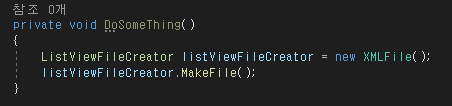 참조 0개
private void DoSomeThing()
{
ListViewFileCreator listViewFileCreator = new XMLFile();
listViewFileCreator.MakeFile();
}